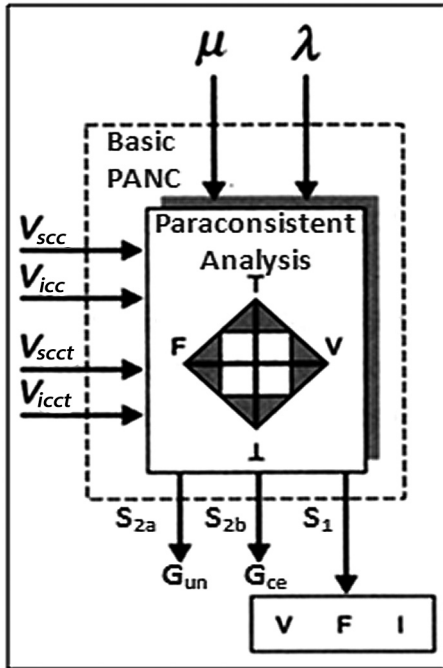 μ λ
Basic
PANC
Paraconsistent
Analysis
V_scc
V_icc
V_scct
V_icct
T
F V
⊥
S_2a S_2b S_1
G_un G_ce
V F I